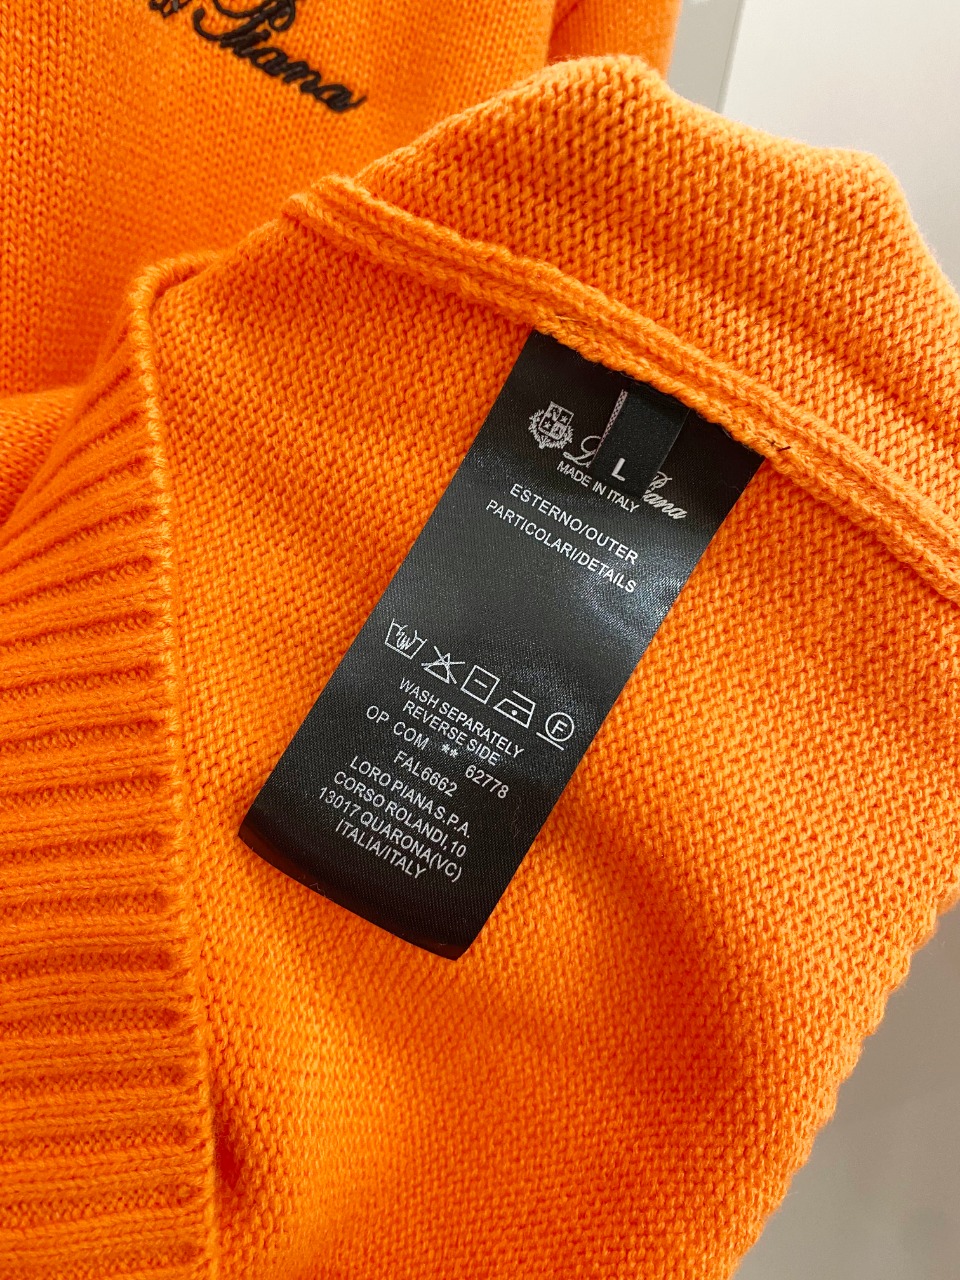 Piana
L
MADE IN ITALY
ESTERNO/OUTER
PARTICOLARI/DETAILS
WASH SEPARATELY
REVERSE SIDE
OP COM ** 62778
FAL6662
LORO PIANA S.P.A.
CORSO ROLANDI,10
13017 QUARONA(VC)
ITALIA/ITALY